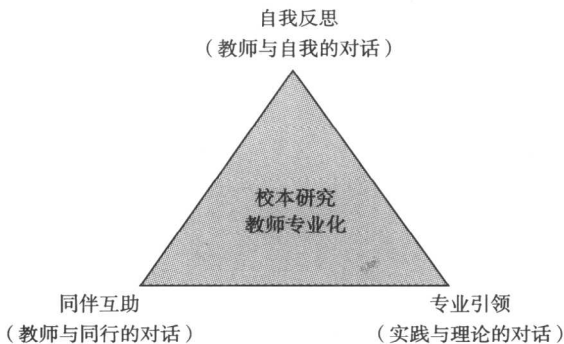 自我反思
（教师与自我的对话）
校本研究
教师专业化
同伴互助
（教师与同行的对话）
专业引领
（实践与理论的对话）